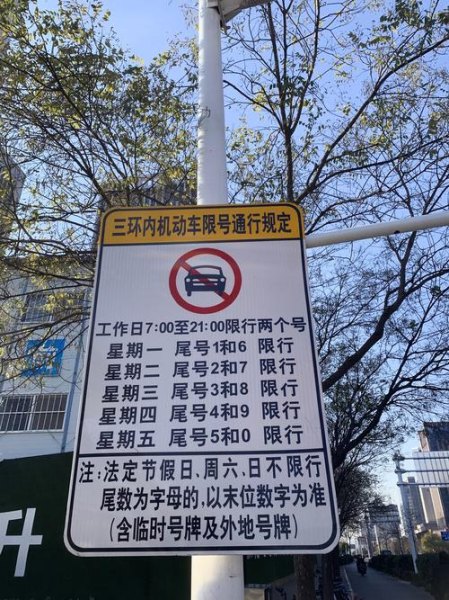 三环内机动车限号通行规定
工作日7:00至21:00限行两个号
星期一 尾号1和6 限行
星期二 尾号2和7 限行
星期三 尾号3和8 限行
星期四 尾号4和9 限行
星期五 尾号5和0 限行
注:法定节假日、周六、日不限行
尾数为字母的,以末位数字为准
(含临时号牌及外地号牌)
升